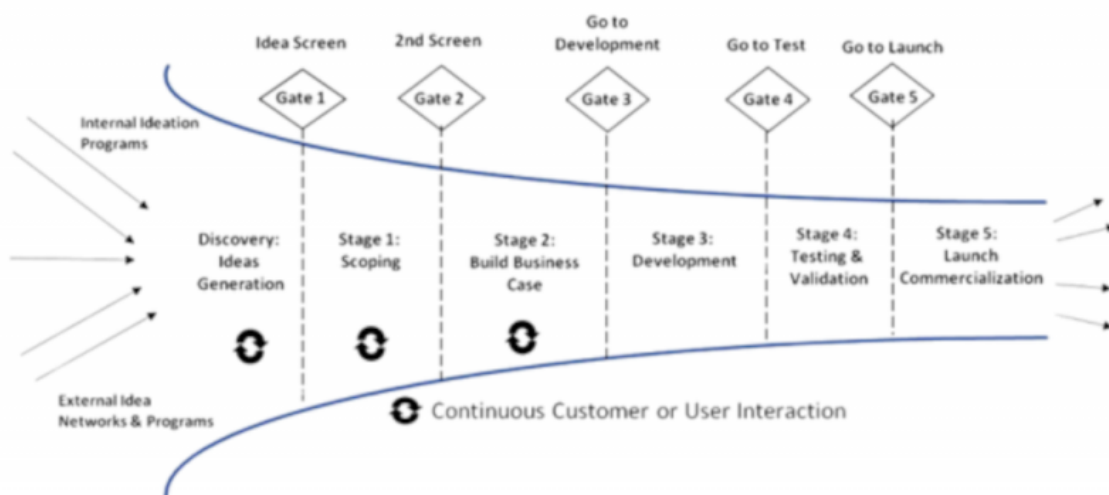 Idea Screen
2nd Screen
Go to
Development
Go to Test
Go to Launch
Gate 1
Gate 2
Gate 3
Gate 4
Gate 5
Internal Ideation
Programs
Discovery:
Ideas
Generation
Stage 1:
Scoping
Stage 2:
Build Business
Case
Stage 3:
Development
Stage 4:
Testing &
Validation
Stage 5:
Launch
Commercialization
External Idea
Networks & Programs
Continuous Customer or User Interaction